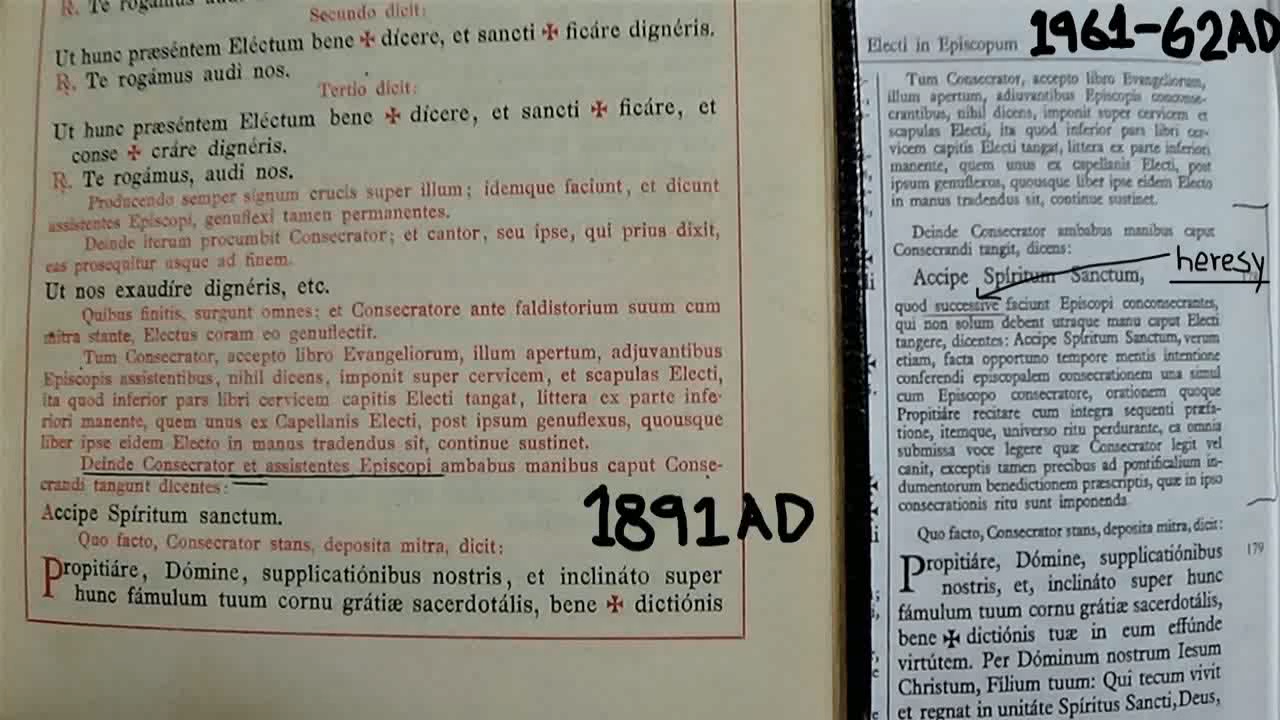 ℟. Te rogámus audi nos.
Secundo dicit:
Ut hunc præséntem Eléctum bene ✠ dícere, et sancti ✠ ficáre dignéris.
℟. Te rogámus audi nos.
Tertio dicit:
Ut hunc præséntem Eléctum bene ✠ dícere, et sancti ✠ ficáre, et
conse ✠ cráre dignéris.
℟. Te rogámus, audi nos.
Producendo semper signum crucis super illum; idemque faciunt, et dicunt
assistentes Episcopi, genuflexi tamen permanentes.
Deinde iterum procumbit Consecrator; et cantor, seu ipse, qui prius dixit,
eas prosequitur usque ad finem.
Ut nos exaudíre dignéris, etc.
Quibus finitis, surgunt omnes; et Consecratore ante faldistorium suum cum
mitra stante, Electus coram eo genuflectit.
Tum Consecrator, accepto libro Evangeliorum, illum apertum, adjuvantibus
Episcopis assistentibus, nihil dicens, imponit super cervicem, et scapulas Electi,
ita quod inferior pars libri cervicem capitis Electi tangat, littera ex parte infe-
riori manente, quem unus ex Capellanis Electi, post ipsum genuflexus, quousque
liber ipse eidem Electo in manus tradendus sit, continue sustinet.
Deinde Consecrator et assistentes Episcopi ambabus manibus caput Conse-
crandi tangunt dicentes:
Accipe Spíritum sanctum.
Quo facto, Consecrator stans, deposita mitra, dicit:
Propitiáre, Dómine, supplicatiónibus nostris, et inclináto super
hunc fámulum tuum cornu grátiæ sacerdotális, bene ✠ dictiónis
1891AD
Electi in Episcopum
1961-62AD
Tum Consecrator, accepto libro Evangeliorum,
illum apertum, adiuvantibus Episcopis conconse-
crantibus, nihil dicens, imponit super cervicem et
scapulas Electi, ita quod inferior pars libri cer-
vicem capitis Electi tangat, littera ex parte inferiori
manente, quem unus ex capellanis Electi, post
ipsum genuflexus, quousque liber ipse eidem Electo
in manus tradendus sit, continue sustinet.
Deinde Consecrator ambabus manibus caput
Consecrandi tangit, dicens:
Accipe Spíritum Sanctum,
heresy
quod successive faciunt Episcopi conconsecrantes,
qui non solum debent utraque manu caput Electi
tangere, dicentes: Accipe Spíritum Sanctum, verum
etiam, facta opportuno tempore mentis intentione
conferendi episcopalem consecrationem una simul
cum Episcopo consecratore, orationem quoque
Propitiáre recitare cum integra sequenti præfa-
tione, itemque, universo ritu perdurante, ea omnia
submissa voce legere quæ Consecrator legit vel
canit, exceptis tamen precibus ad pontificalium in-
dumentorum benedictionem præscriptis, quæ in ipso
consecrationis ritu sunt imponenda.
Quo facto, Consecrator stans, deposita mitra, dicit:
179
Propitiáre, Dómine, supplicatiónibus
nostris, et, inclináto super hunc
fámulum tuum cornu grátiæ sacerdotális,
bene ✠ dictiónis tuæ in eum effúnde
virtútem. Per Dóminum nostrum Iesum
Christum, Fílium tuum: Qui tecum vivit
et regnat in unitáte Spíritus Sancti, Deus,